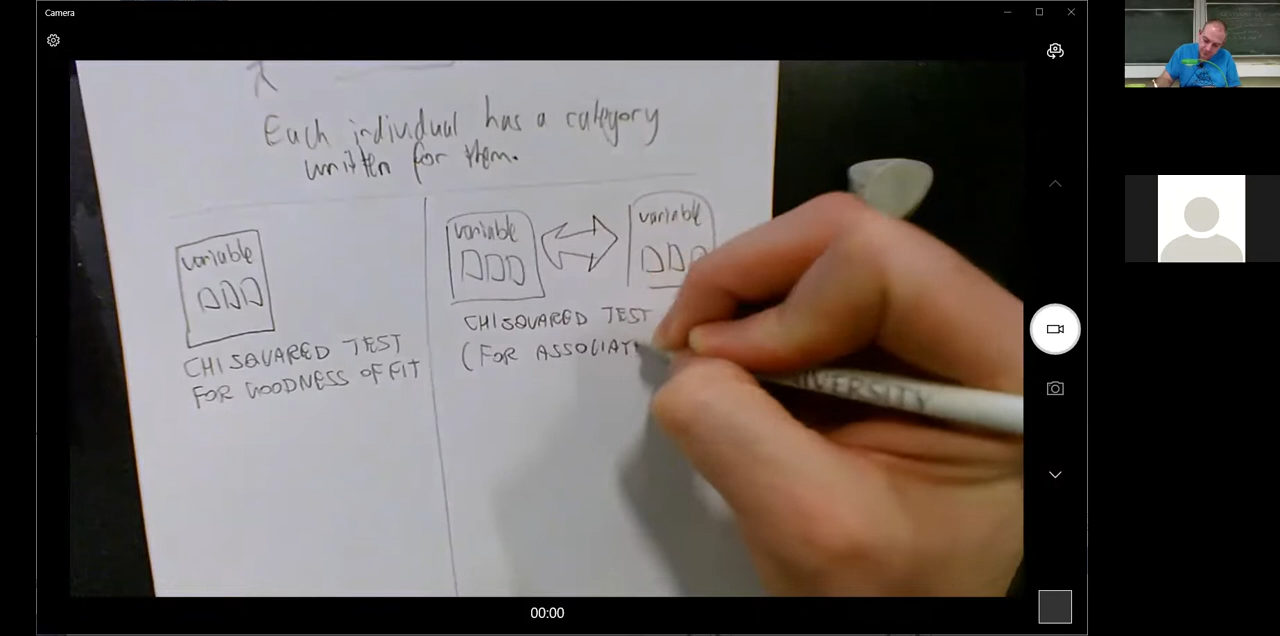 Camera
Each individual has a category
written for them.
variable
CHI SQUARED TEST
FOR GOODNESS OF FIT
variable
variable
CHI SQUARED TEST
(FOR ASSOCIAT
00:00